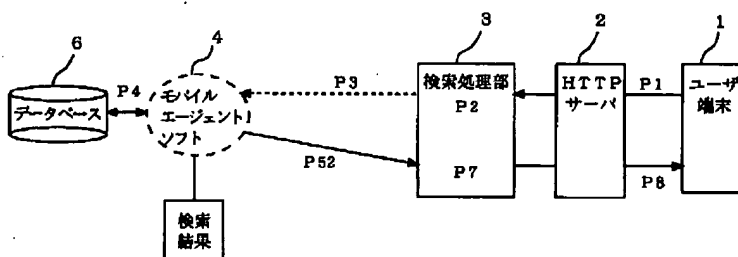 6
4
3
2
1
P4
データベース
モバイル
エージェント
ソフト
P3
検索処理部
P2
HTTP
サーバ
P1
ユーザ
端末
P52
P7
P8
検索
結果